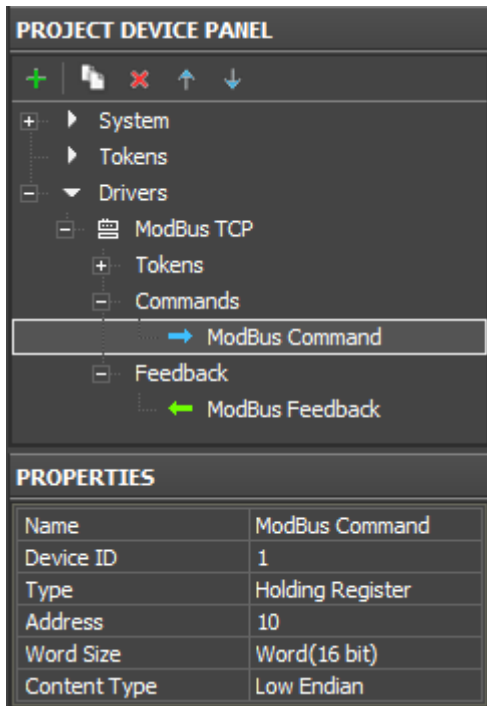 PROJECT DEVICE PANEL
System
Tokens
Drivers
ModBus TCP
Tokens
Commands
ModBus Command
Feedback
ModBus Feedback
PROPERTIES
Name ModBus Command
Device ID 1
Type Holding Register
Address 10
Word Size Word(16 bit)
Content Type Low Endian